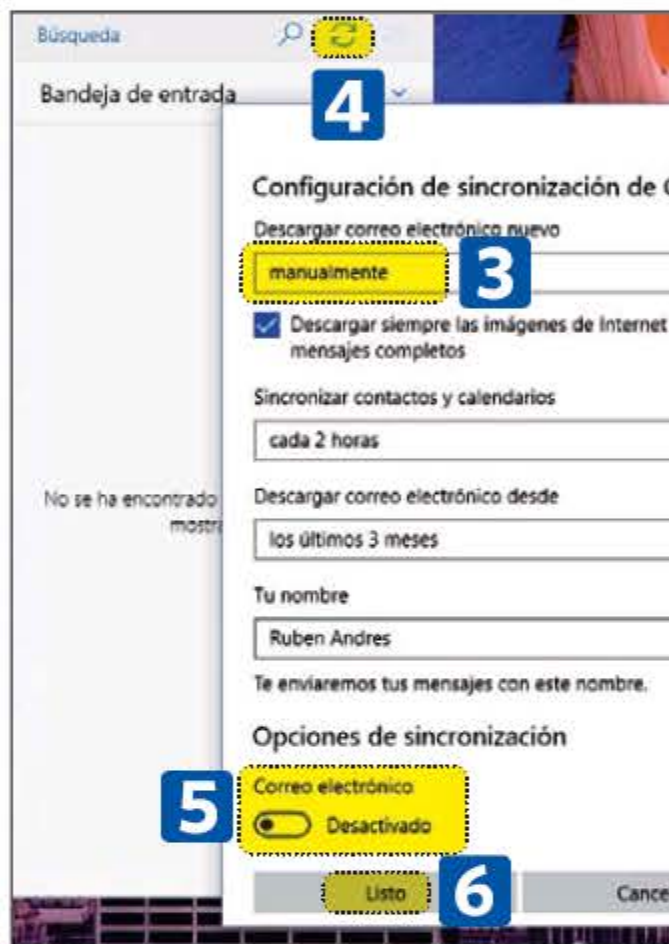 Búsqueda
4
Bandeja de entrada
Configuración de sincronización de
Descargar correo electrónico nuevo
manualmente
3
Descargar siempre las imágenes de Internet
mensajes completos
Sincronizar contactos y calendarios
cada 2 horas
No se ha encontrado
Descargar correo electrónico desde
los últimos 3 meses
Tu nombre
Ruben Andres
Te enviaremos tus mensajes con este nombre.
Opciones de sincronización
5
Correo electrónico
Desactivado
Listo
6